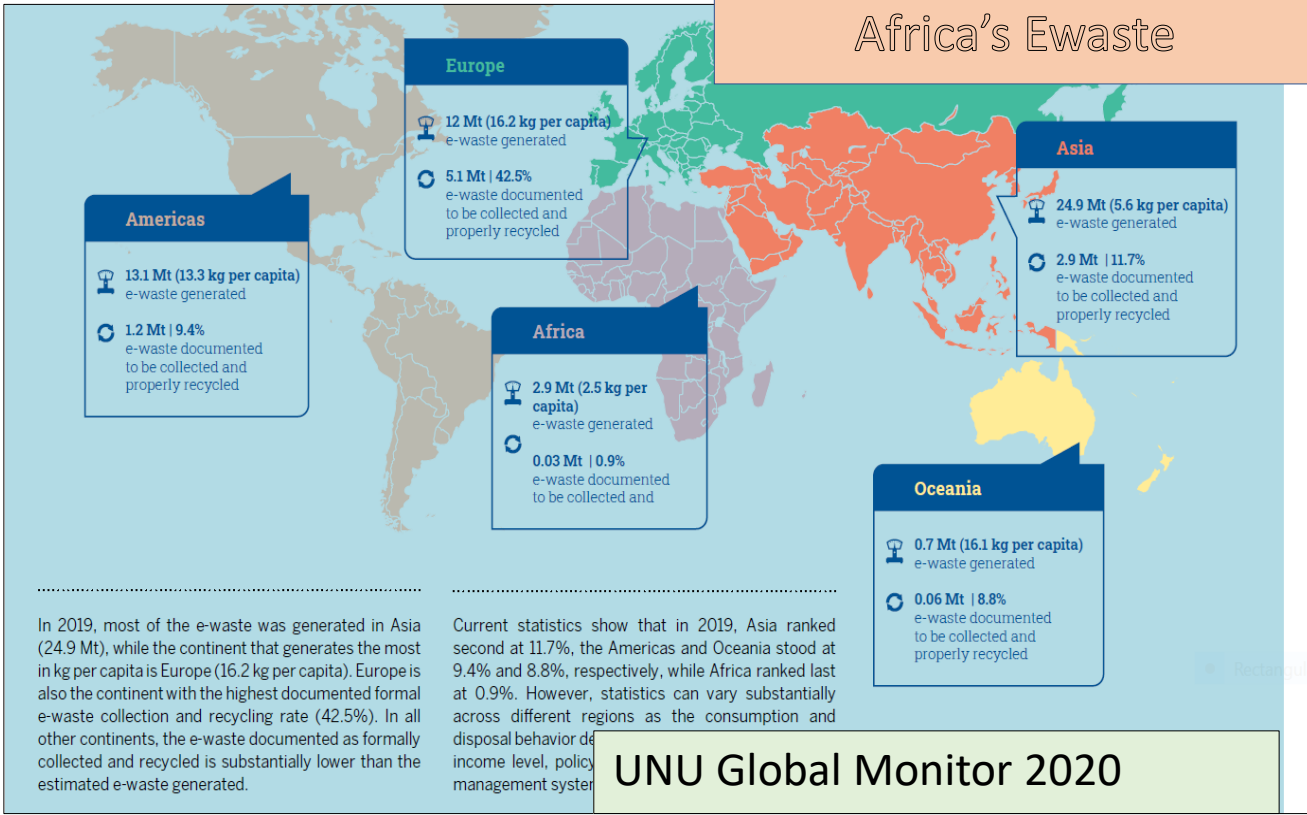 Africa's Ewaste
Europe
12 Mt (16.2 kg per capita)
e-waste generated
5.1 Mt | 42.5%
e-waste documented
to be collected and
properly recycled
Asia
24.9 Mt (5.6 kg per capita)
e-waste generated
2.9 Mt | 11.7%
e-waste documented
to be collected and
properly recycled
Americas
13.1 Mt (13.3 kg per capita)
e-waste generated
1.2 Mt | 9.4%
e-waste documented
to be collected and
properly recycled
Africa
2.9 Mt (2.5 kg per
capita)
e-waste generated
0.03 Mt | 0.9%
e-waste documented
to be collected and
Oceania
0.7 Mt (16.1 kg per capita)
e-waste generated
0.06 Mt | 8.8%
e-waste documented
to be collected and
properly recycled
In 2019, most of the e-waste was generated in Asia
(24.9 Mt), while the continent that generates the most
in kg per capita is Europe (16.2 kg per capita). Europe is
also the continent with the highest documented formal
e-waste collection and recycling rate (42.5%). In all
other continents, the e-waste documented as formally
collected and recycled is substantially lower than the
estimated e-waste generated.
Current statistics show that in 2019, Asia ranked
second at 11.7%, the Americas and Oceania stood at
9.4% and 8.8%, respectively, while Africa ranked last
at 0.9%. However, statistics can vary substantially
across different regions as the consumption and
disposal behavior de
income level, policy
management system
UNU Global Monitor 2020